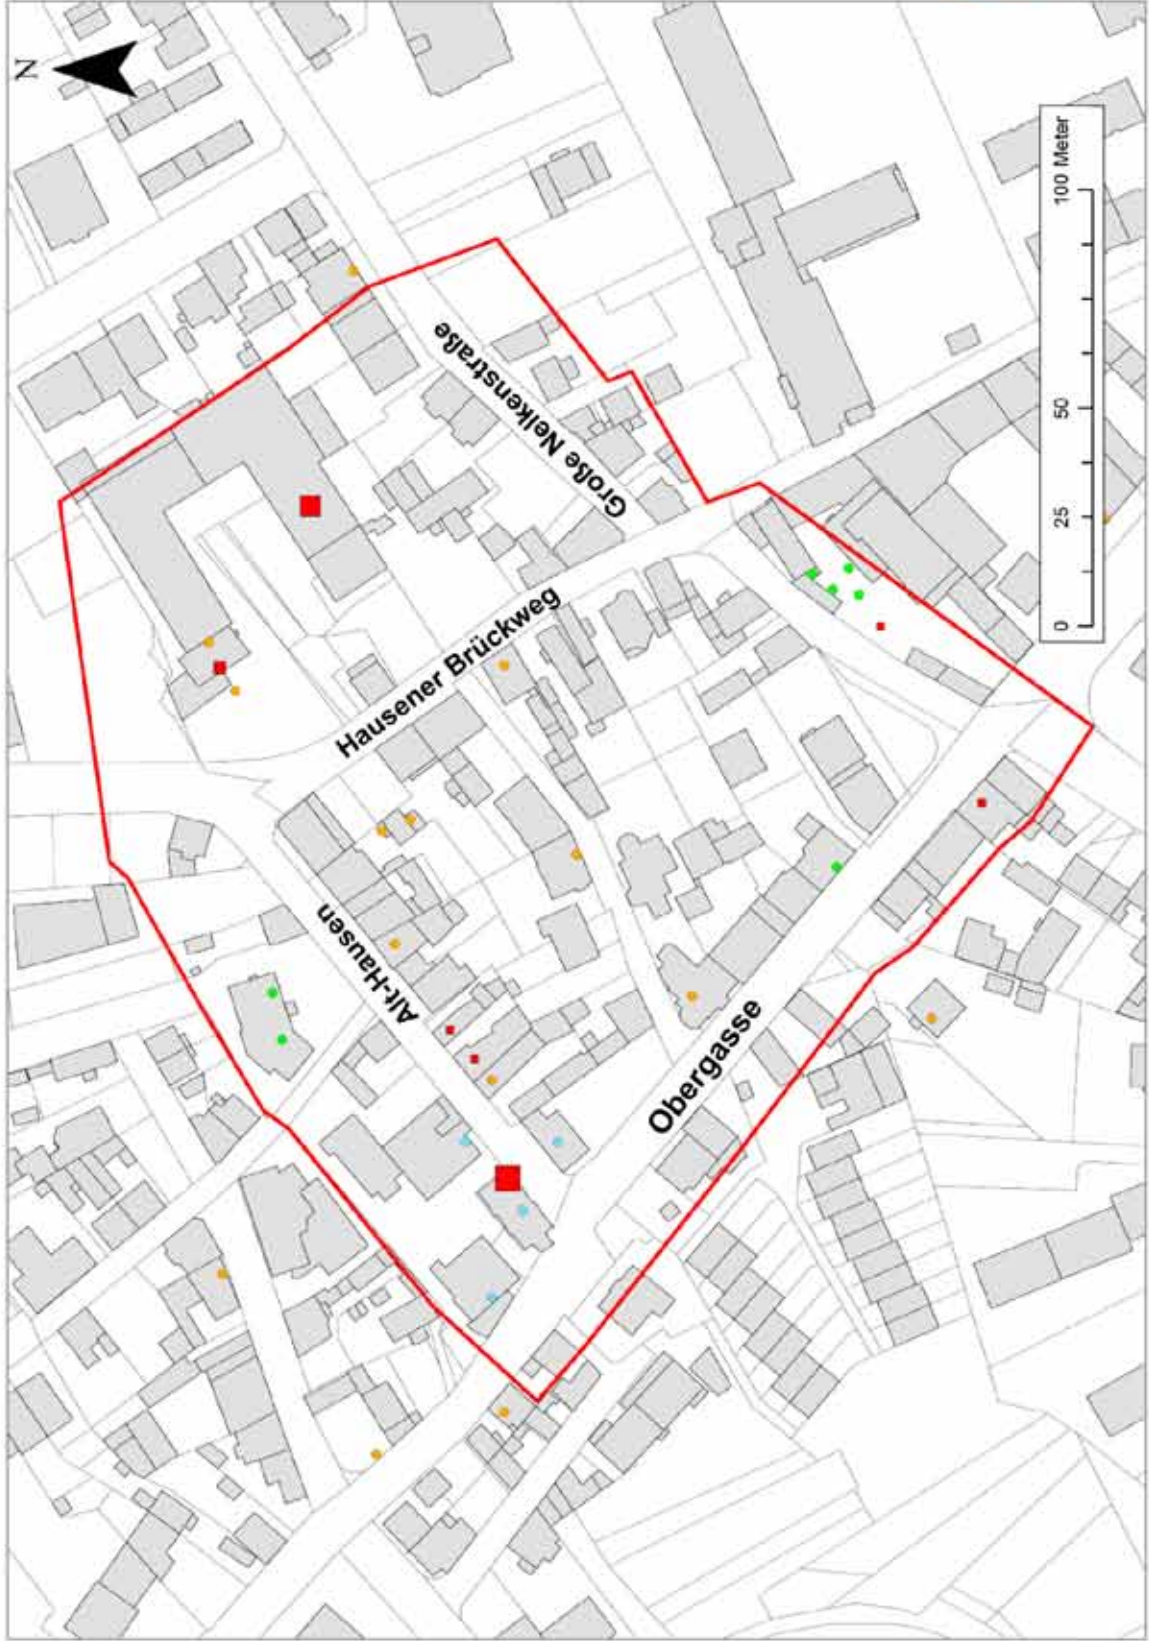 N
Große Nelkenstraße
Hausener Brückweg
Alt-Hausen
Obergasse
0 25 50 100 Meter